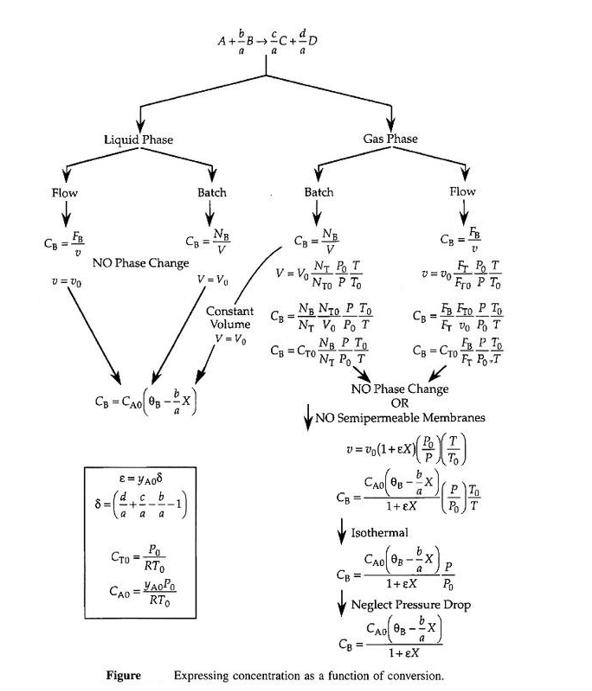 A + b/a B → c/a C + d/a D
Liquid Phase
Gas Phase
Flow
Batch
Batch
Flow
C_B = F_B/v
C_B = N_B/V
C_B = N_B/V
C_B = F_B/v
NO Phase Change
v = v_0
V = V_0
V = V_0 N_T/N_T0 P_0/P T/T_0
v = v_0 F_T/F_T0 P_0/P T/T_0
Constant
Volume
V = V_0
C_B = N_B/N_T N_T0/V_0 P/P_0 T_0/T
C_B = F_B/F_T F_T0/v_0 P/P_0 T_0/T
C_B = C_T0 N_B/N_T P/P_0 T_0/T
C_B = C_T0 F_B/F_T P/P_0 T_0/T
C_B = C_A0(θ_B - b/a X)
NO Phase Change
OR
NO Semipermeable Membranes
v = v_0(1+εX)(P_0/P)(T/T_0)
C_B = C_A0(θ_B - b/a X)/(1+εX) (P/P_0) T_0/T
Isothermal
C_B = C_A0(θ_B - b/a X)/(1+εX) P/P_0
Neglect Pressure Drop
C_B = C_A0(θ_B - b/a X)/(1+εX)
ε = y_A0 δ
δ = (d/a + c/a - b/a - 1)
C_T0 = P_0/RT_0
C_A0 = y_A0 P_0/RT_0
Figure Expressing concentration as a function of conversion.